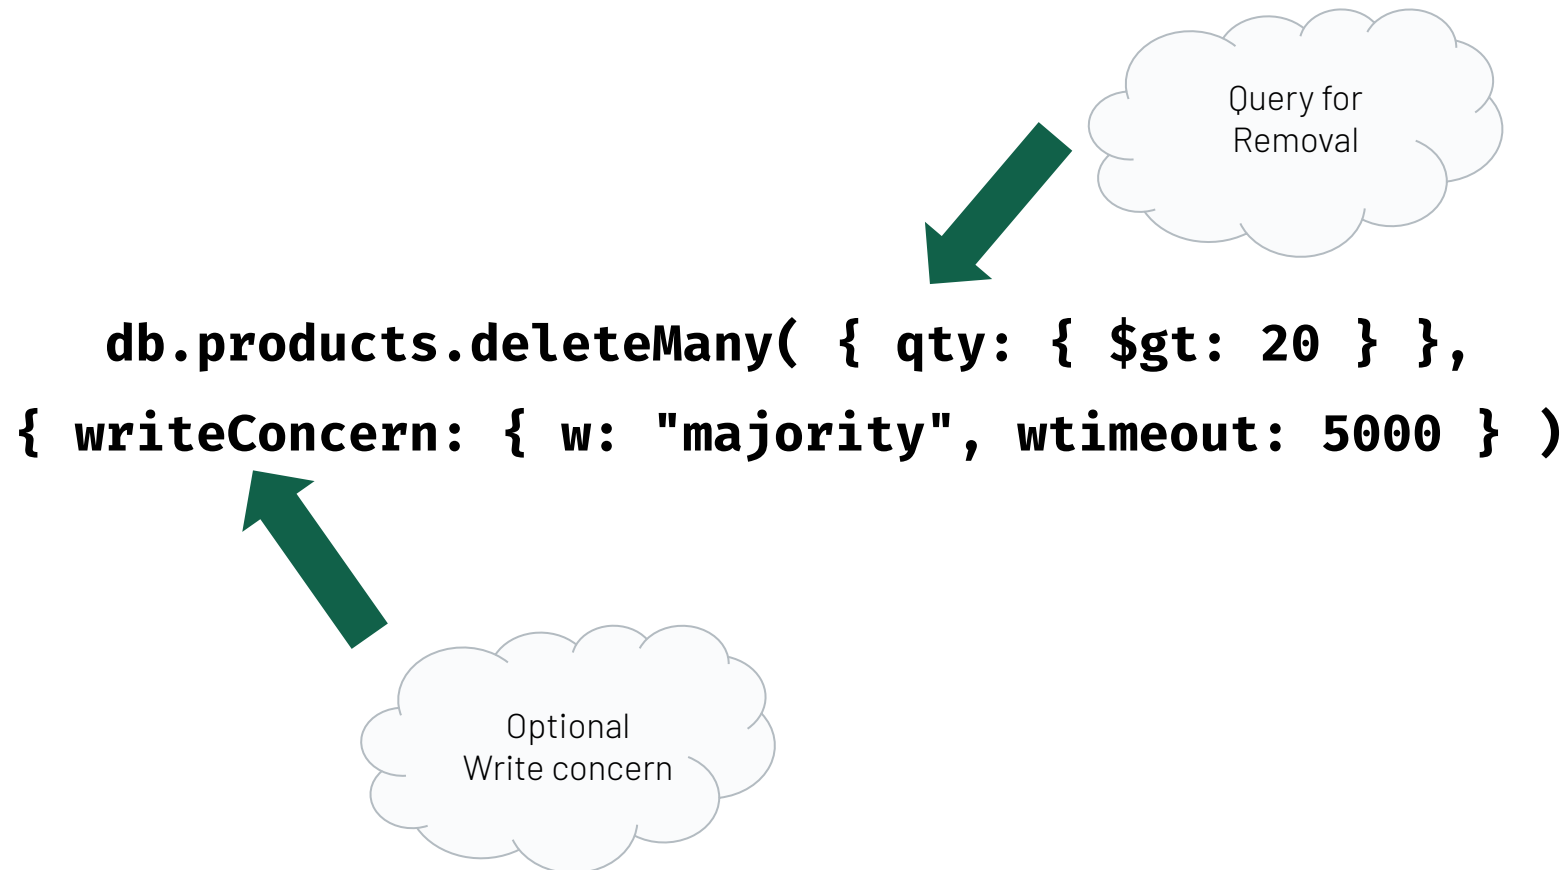 Query for
Removal
db.products.deleteMany( { qty: { $gt: 20 } },
{ writeConcern: { w: "majority", wtimeout: 5000 } )
Optional
Write concern